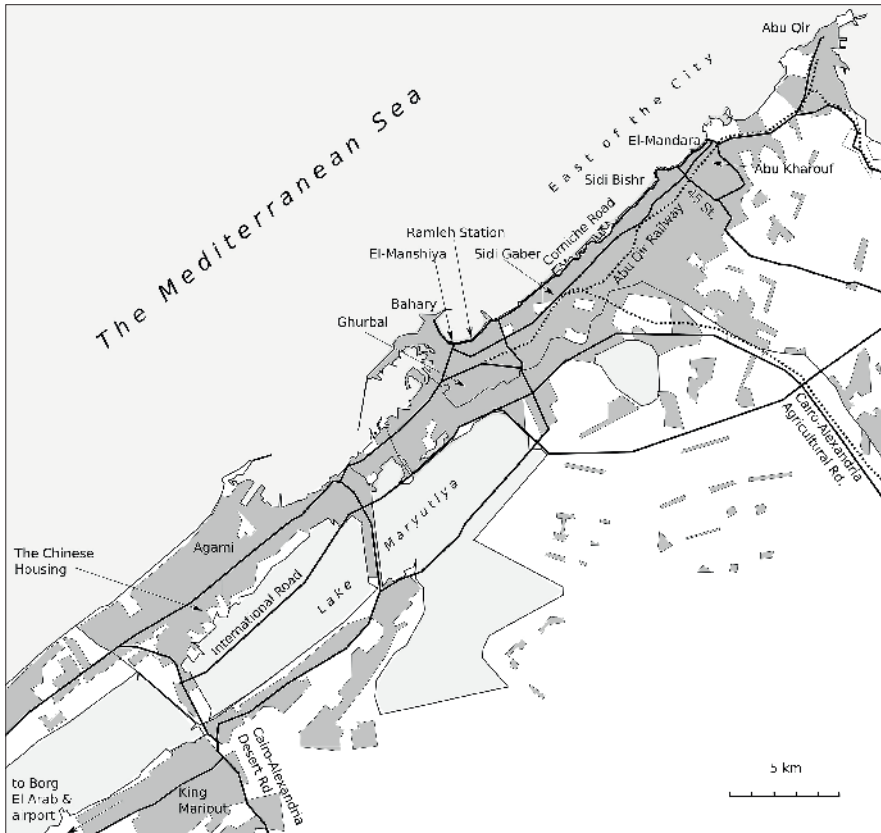 Abu Qir
East of the City
The Mediterranean Sea
El-Mandara
Abu Kharouf
Sidi Bishr
45 St.
Corniche Road
Abu Qir Railway
Ramleh Station
El-Manshiya
Sidi Gaber
Bahary
Ghurbal
Cairo-Alexandria
Agricultural Rd.
Lake Maryutiya
Agami
The Chinese
Housing
International Road
Cairo-Alexandria
Desert Rd.
5 km
to Borg
El Arab &
airport
King
Mariout